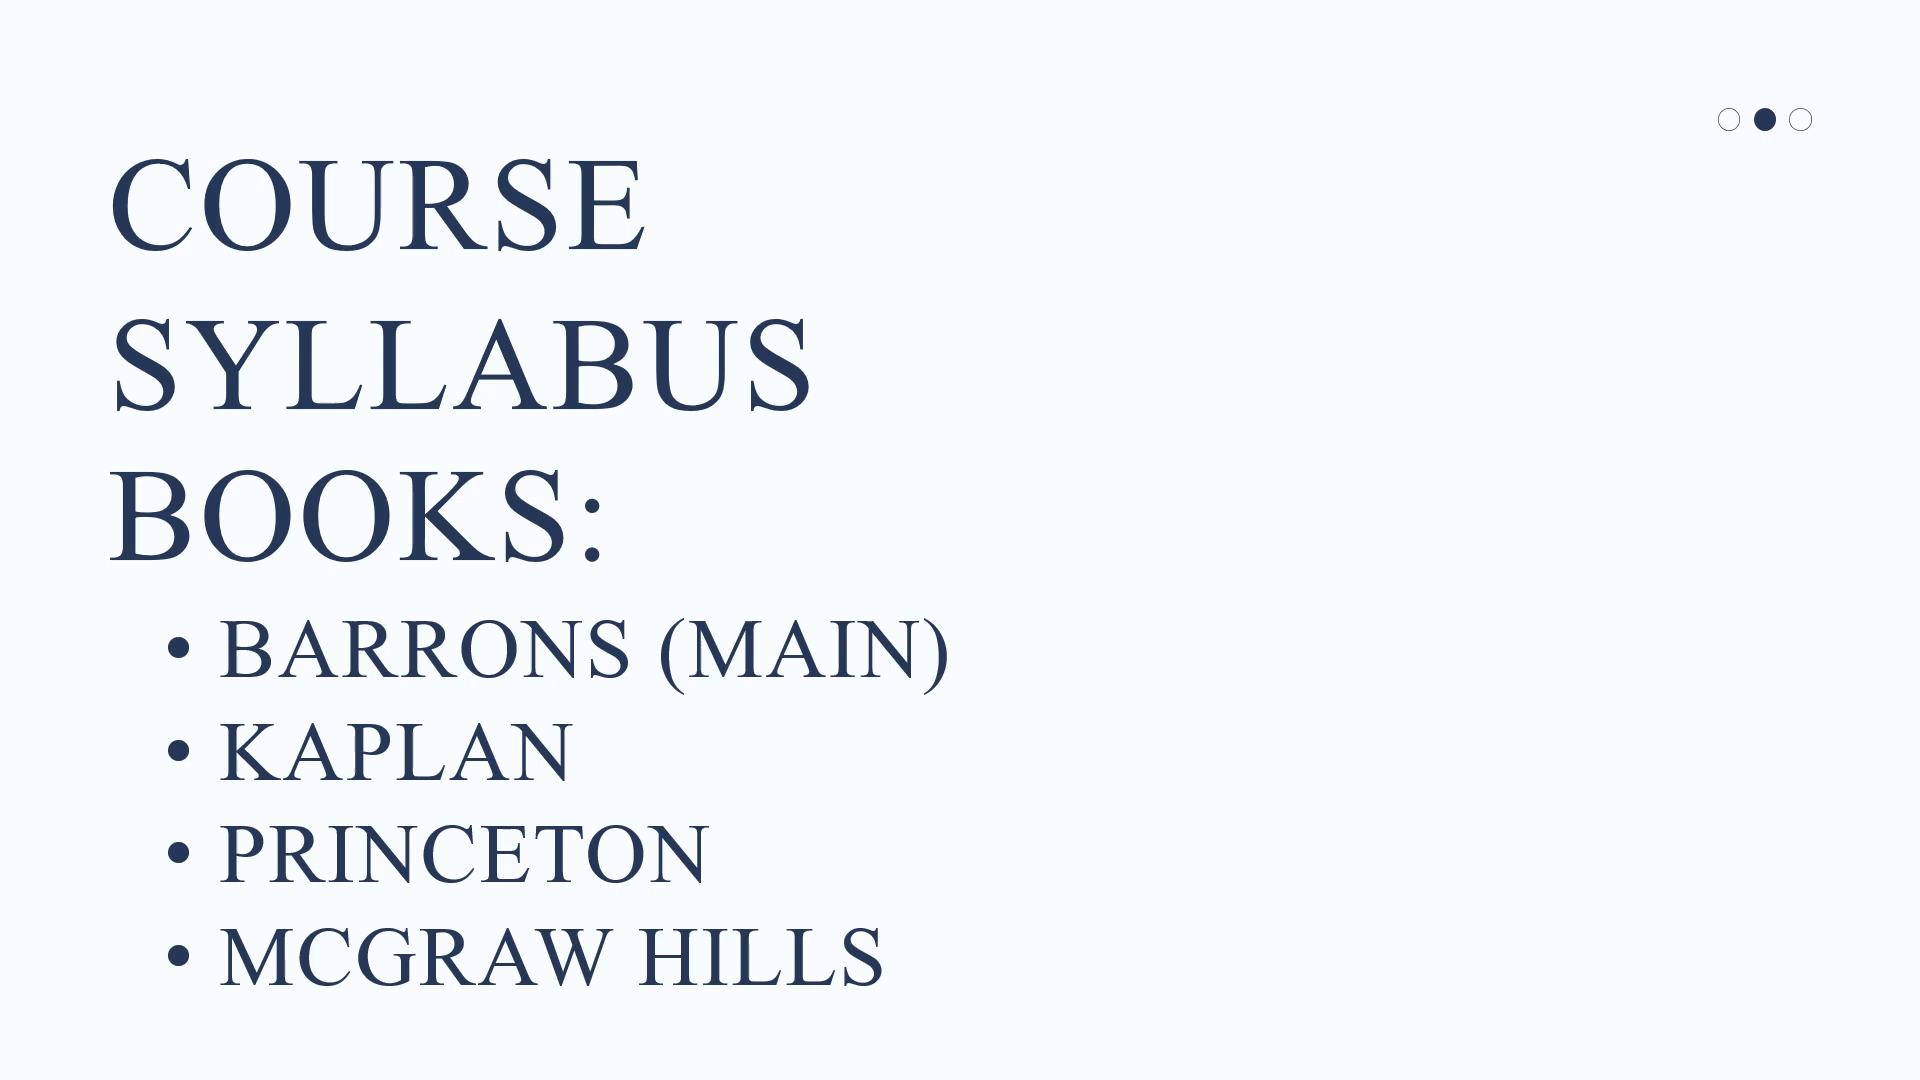 COURSE
SYLLABUS
BOOKS:
• BARRONS (MAIN)
• KAPLAN
• PRINCETON
• MCGRAW HILLS